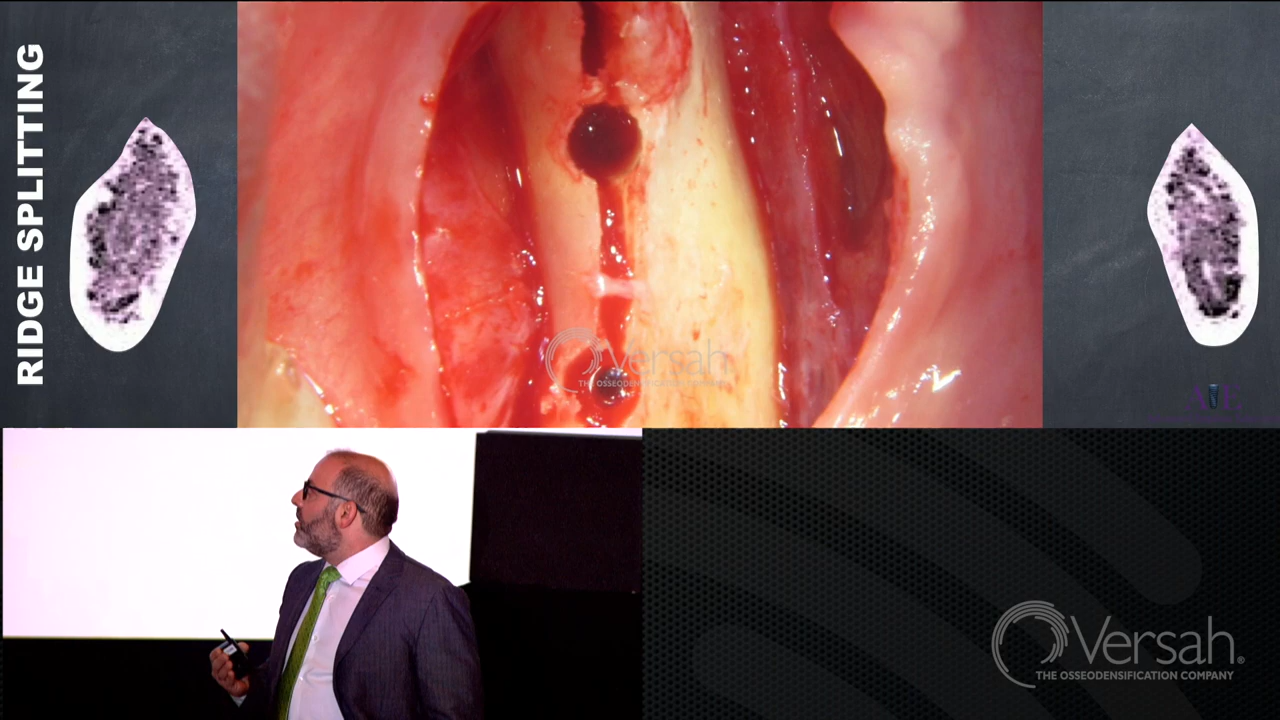 RIDGE SPLITTING
Versah
THE OSSEODENSIFICATION COMPANY
Versah®
THE OSSEODENSIFICATION COMPANY